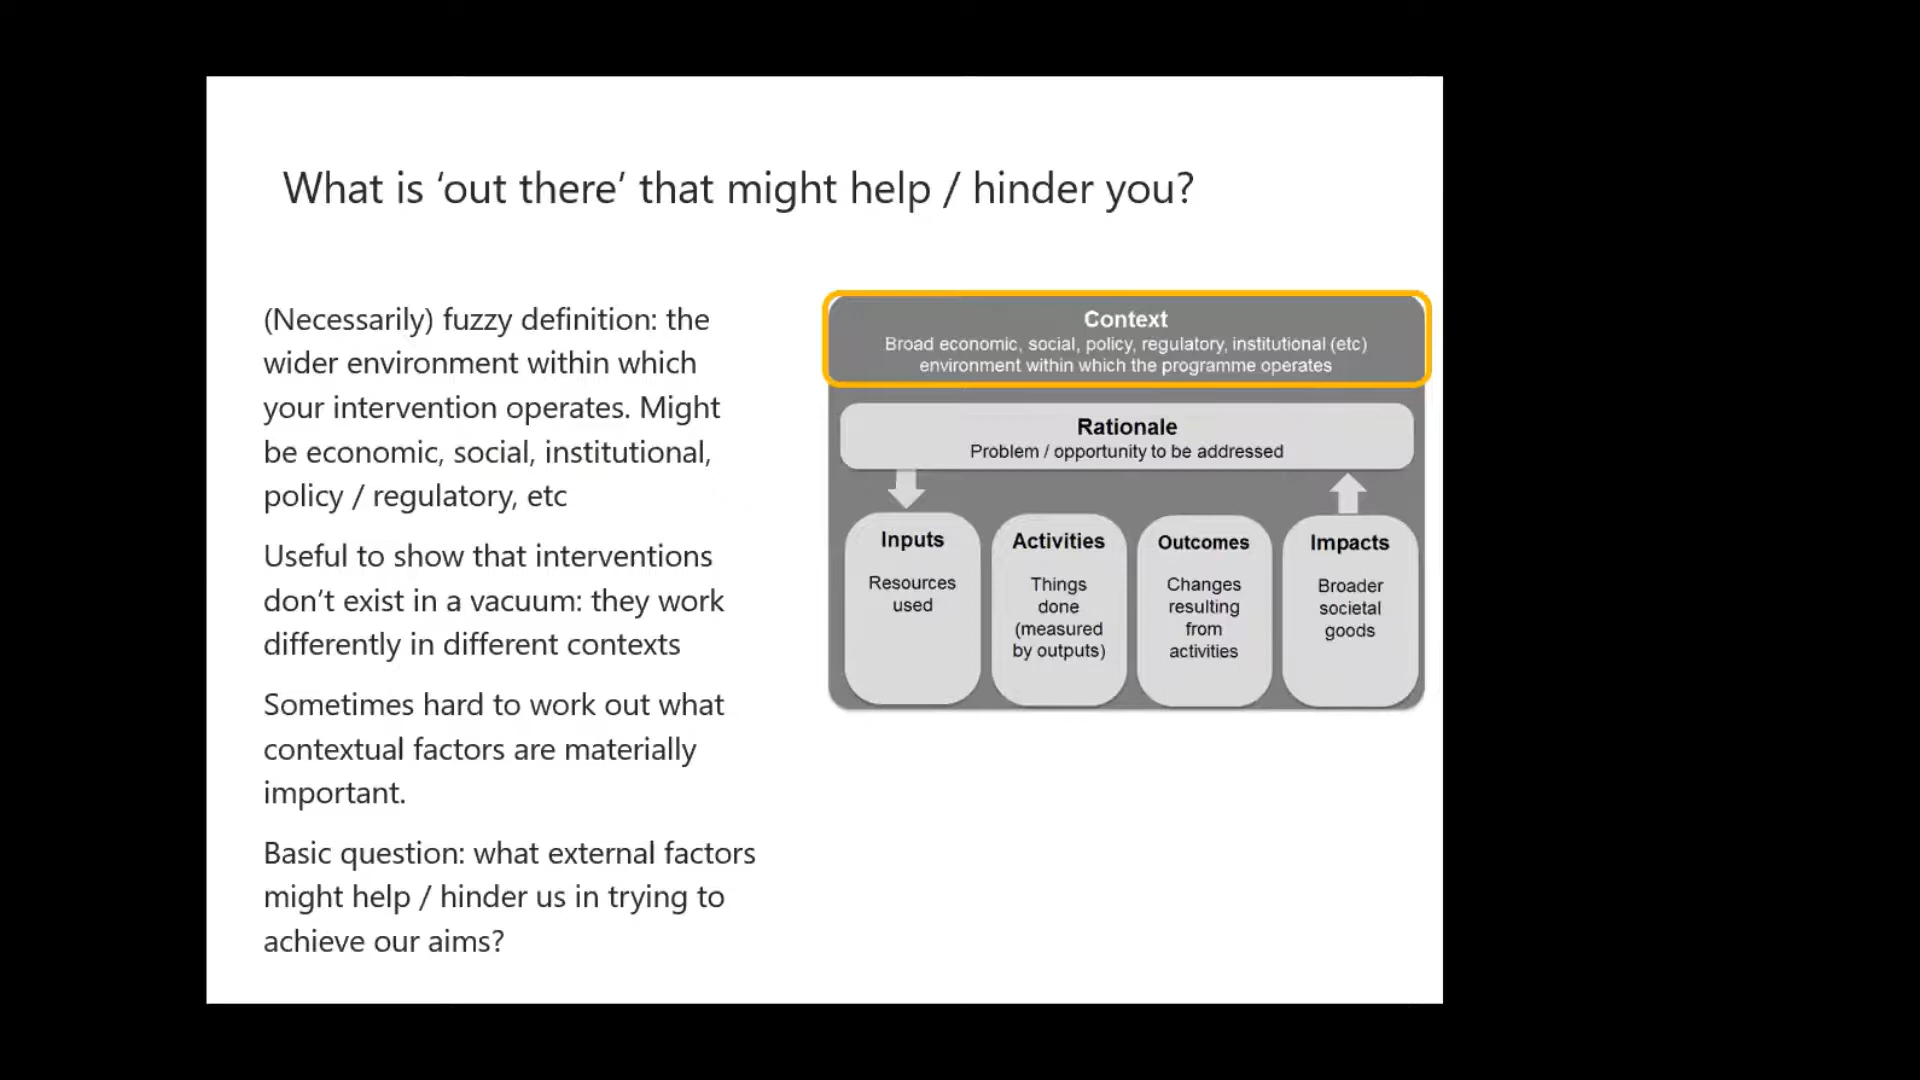 What is ‘out there’ that might help / hinder you?
(Necessarily) fuzzy definition: the
wider environment within which
your intervention operates. Might
be economic, social, institutional,
policy / regulatory, etc
Useful to show that interventions
don’t exist in a vacuum: they work
differently in different contexts
Sometimes hard to work out what
contextual factors are materially
important.
Basic question: what external factors
might help / hinder us in trying to
achieve our aims?
Context
Broad economic, social, policy, regulatory, institutional (etc)
environment within which the programme operates
Rationale
Problem / opportunity to be addressed
Inputs
Resources
used
Activities
Things
done
(measured
by outputs)
Outcomes
Changes
resulting
from
activities
Impacts
Broader
societal
goods